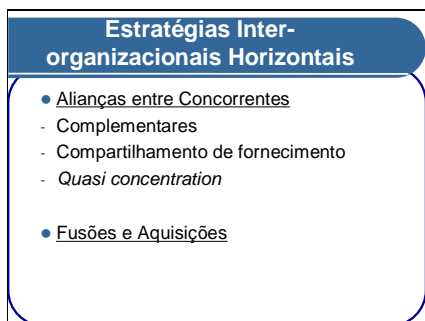 Estratégias Inter-
organizacionais Horizontais
● Alianças entre Concorrentes
- Complementares
- Compartilhamento de fornecimento
- Quasi concentration
● Fusões e Aquisições